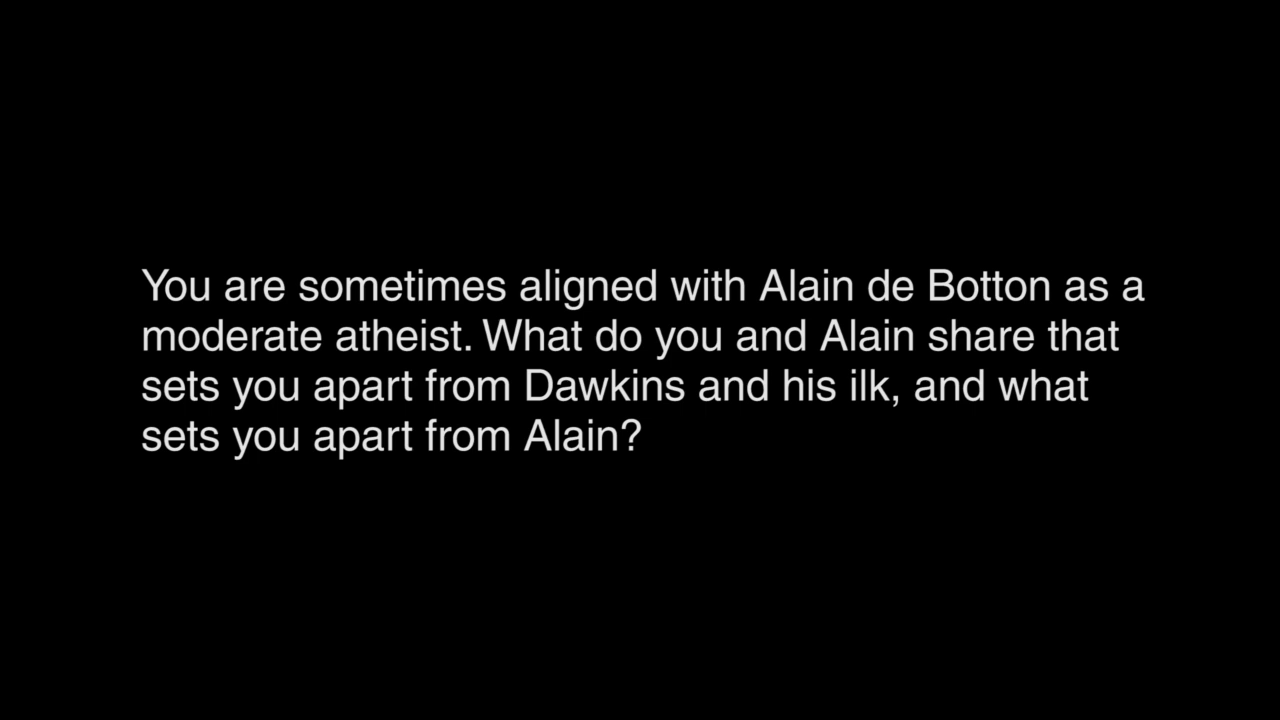 You are sometimes aligned with Alain de Botton as a
moderate atheist. What do you and Alain share that
sets you apart from Dawkins and his ilk, and what
sets you apart from Alain?